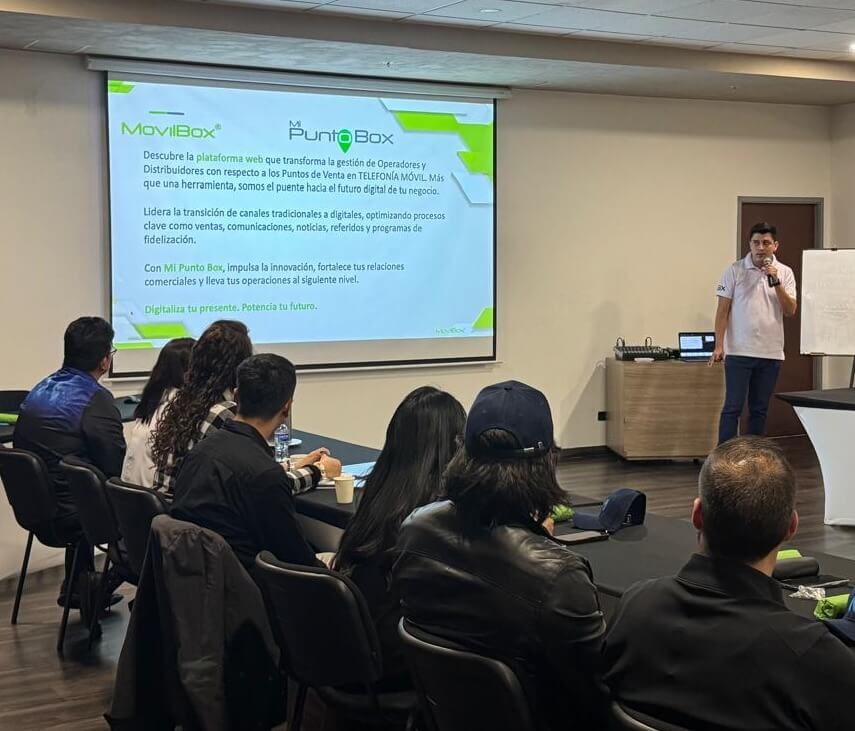 MOVILBOX®
Mi
PUNTO BOX
Descubre la plataforma web que transforma la gestión de Operadores y
Distribuidores con respecto a los Puntos de Venta en TELEFONÍA MÓVIL. Más
que una herramienta, somos el puente hacia el futuro digital de tu negocio.
Lidera la transición de canales tradicionales a digitales, optimizando procesos
clave como ventas, comunicaciones, noticias, referidos y programas de
fidelización.
Con Mi Punto Box, impulsa la innovación, fortalece tus relaciones
comerciales y lleva tus operaciones al siguiente nivel.
Digitaliza tu presente. Potencia tu futuro.
MOVILBOX